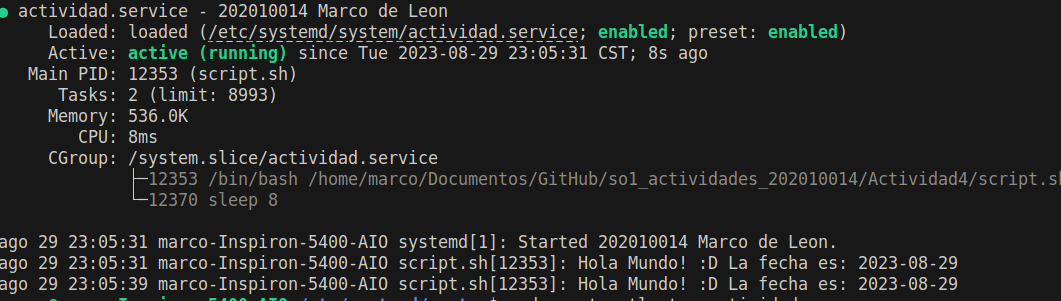 ● actividad.service - 202010014 Marco de Leon
Loaded: loaded (/etc/systemd/system/actividad.service; enabled; preset: enabled)
Active: active (running) since Tue 2023-08-29 23:05:31 CST; 8s ago
Main PID: 12353 (script.sh)
Tasks: 2 (limit: 8993)
Memory: 536.0K
CPU: 8ms
CGroup: /system.slice/actividad.service
├─12353 /bin/bash /home/marco/Documentos/GitHub/so1_actividades_202010014/Actividad4/script.sh
└─12370 sleep 8
ago 29 23:05:31 marco-Inspiron-5400-AIO systemd[1]: Started 202010014 Marco de Leon.
ago 29 23:05:31 marco-Inspiron-5400-AIO script.sh[12353]: Hola Mundo! :D La fecha es: 2023-08-29
ago 29 23:05:39 marco-Inspiron-5400-AIO script.sh[12353]: Hola Mundo! :D La fecha es: 2023-08-29